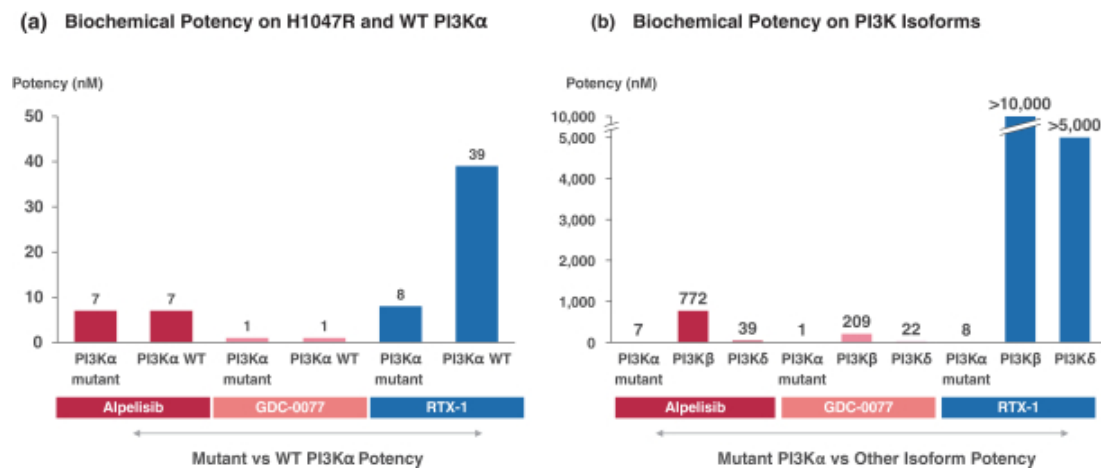 (a) Biochemical Potency on H1047R and WT PI3Kα
Potency (nM)
50
40
30
20
10
0
7
7
1
1
8
39
PI3Kα mutant
PI3Kα WT
PI3Kα mutant
PI3Kα WT
PI3Kα mutant
PI3Kα WT
Alpelisib
GDC-0077
RTX-1
Mutant vs WT PI3Kα Potency
(b) Biochemical Potency on PI3K Isoforms
Potency (nM)
10,000
5,000
4,000
3,000
2,000
1,000
0
7
772
39
1
209
22
8
>10,000
>5,000
PI3Kα mutant
PI3Kβ
PI3Kδ
PI3Kα mutant
PI3Kβ
PI3Kδ
PI3Kα mutant
PI3Kβ
PI3Kδ
Alpelisib
GDC-0077
RTX-1
Mutant PI3Kα vs Other Isoform Potency